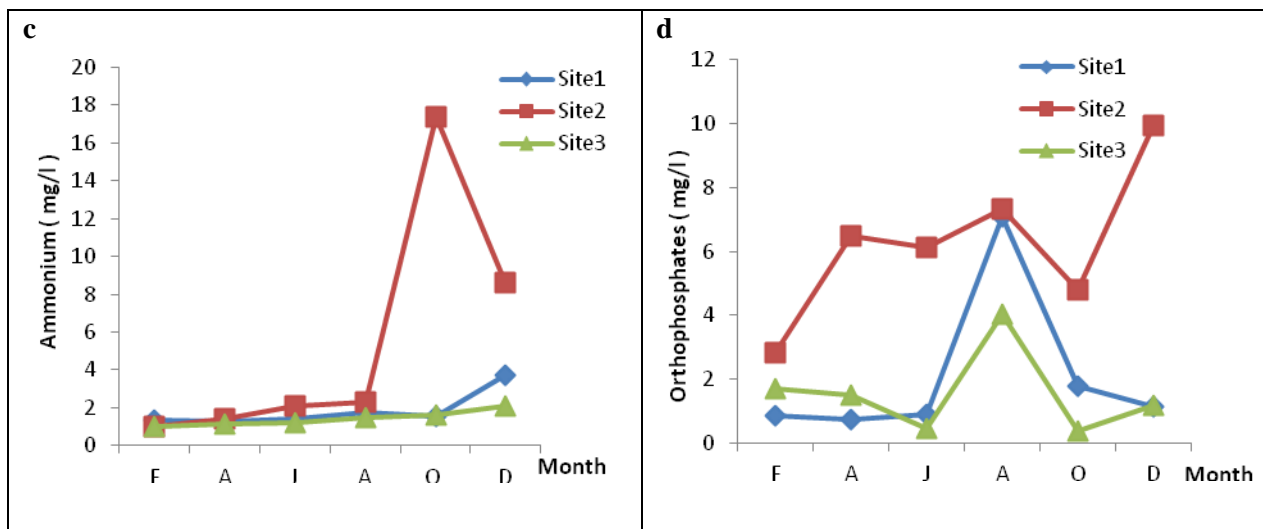 c
Ammonium ( mg/l )
20
18
16
14
12
10
8
6
4
2
0
Site1
Site2
Site3
F A J A O D
Month
d
Orthophosphates ( mg/l )
12
10
8
6
4
2
0
Site1
Site2
Site3
F A J A O D
Month